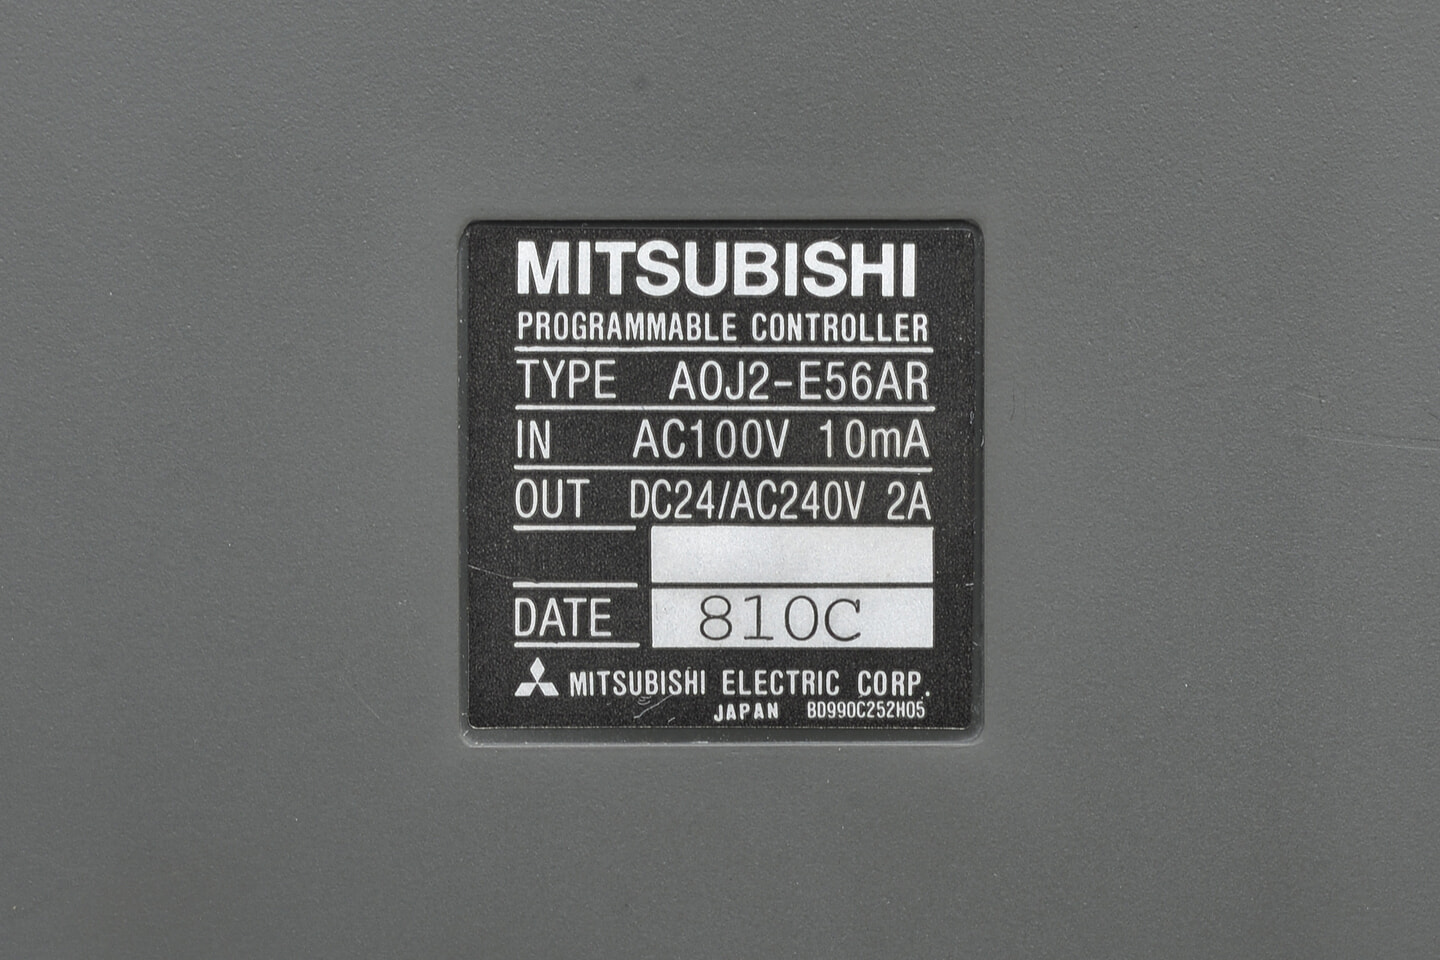 MITSUBISHI
PROGRAMMABLE CONTROLLER
TYPE A0J2-E56AR
IN AC100V 10mA
OUT DC24/AC240V 2A
DATE 810C
MITSUBISHI ELECTRIC CORP.
JAPAN BD990C252H05